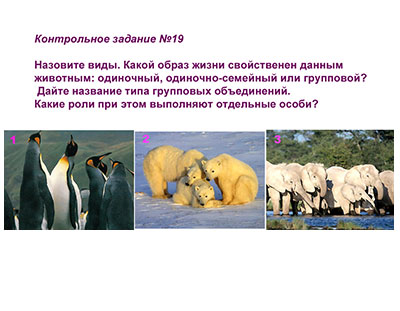 Контрольное задание №19
Назовите виды. Какой образ жизни свойственен данным
животным: одиночный, одиночно-семейный или групповой?
Дайте название типа групповых объединений.
Какие роли при этом выполняют отдельные особи?
1 2 3